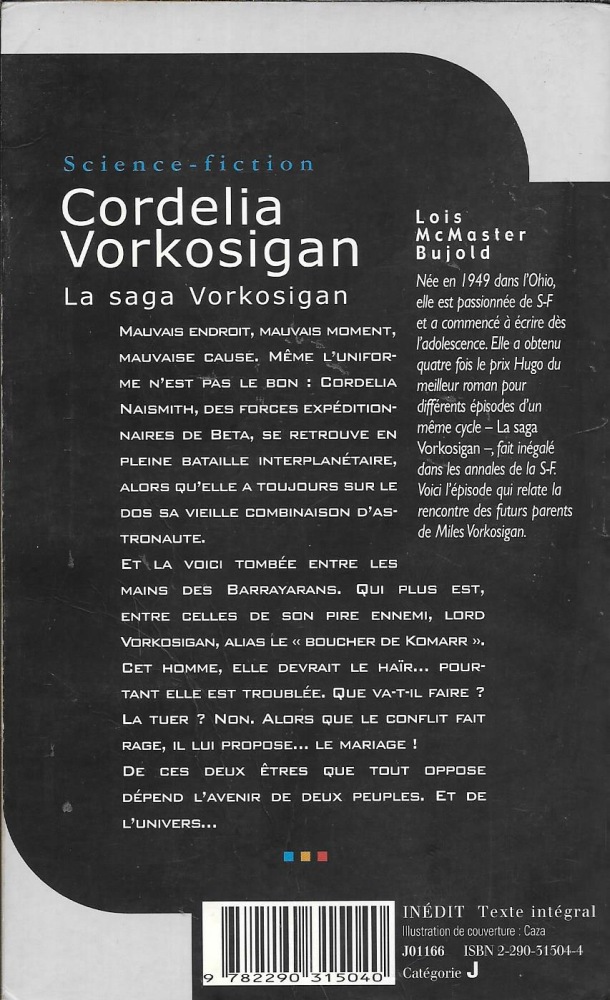 Science-fiction
Cordelia
Vorkosigan
La saga Vorkosigan
MAUVAIS ENDROIT, MAUVAIS MOMENT,
MAUVAISE CAUSE. MÊME L'UNIFOR-
ME N'EST PAS LE BON : CORDELIA
NAISMITH, DES FORCES EXPÉDITION-
NAIRES DE BETA, SE RETROUVE EN
PLEINE BATAILLE INTERPLANÉTAIRE,
ALORS QU'ELLE A TOUJOURS SUR LE
DOS SA VIEILLE COMBINAISON D'AS-
TRONAUTE.
ET LA VOICI TOMBÉE ENTRE LES
MAINS DES BARRAYARANS. QUI PLUS EST,
ENTRE CELLES DE SON PIRE ENNEMI, LORD
VORKOSIGAN, ALIAS LE « BOUCHER DE KOMARR ».
CET HOMME, ELLE DEVRAIT LE HAÏR... POUR-
TANT ELLE EST TROUBLÉE. QUE VA-T-IL FAIRE ?
LA TUER ? NON. ALORS QUE LE CONFLIT FAIT
RAGE, IL LUI PROPOSE... LE MARIAGE !
DE CES DEUX ÊTRES QUE TOUT OPPOSE
DÉPEND L'AVENIR DE DEUX PEUPLES. ET DE
L'UNIVERS...
Lois
McMaster
Bujold
Née en 1949 dans l'Ohio,
elle est passionnée de S-F
et a commencé à écrire dès
l'adolescence. Elle a obtenu
quatre fois le prix Hugo du
meilleur roman pour
différents épisodes d'un
même cycle – La saga
Vorkosigan –, fait inégalé
dans les annales de la S-F.
Voici l'épisode qui relate la
rencontre des futurs parents
de Miles Vorkosigan.
9 782290 315040
INÉDIT Texte intégral
Illustration de couverture : Caza
J01166 ISBN 2-290-31504-4
Catégorie J